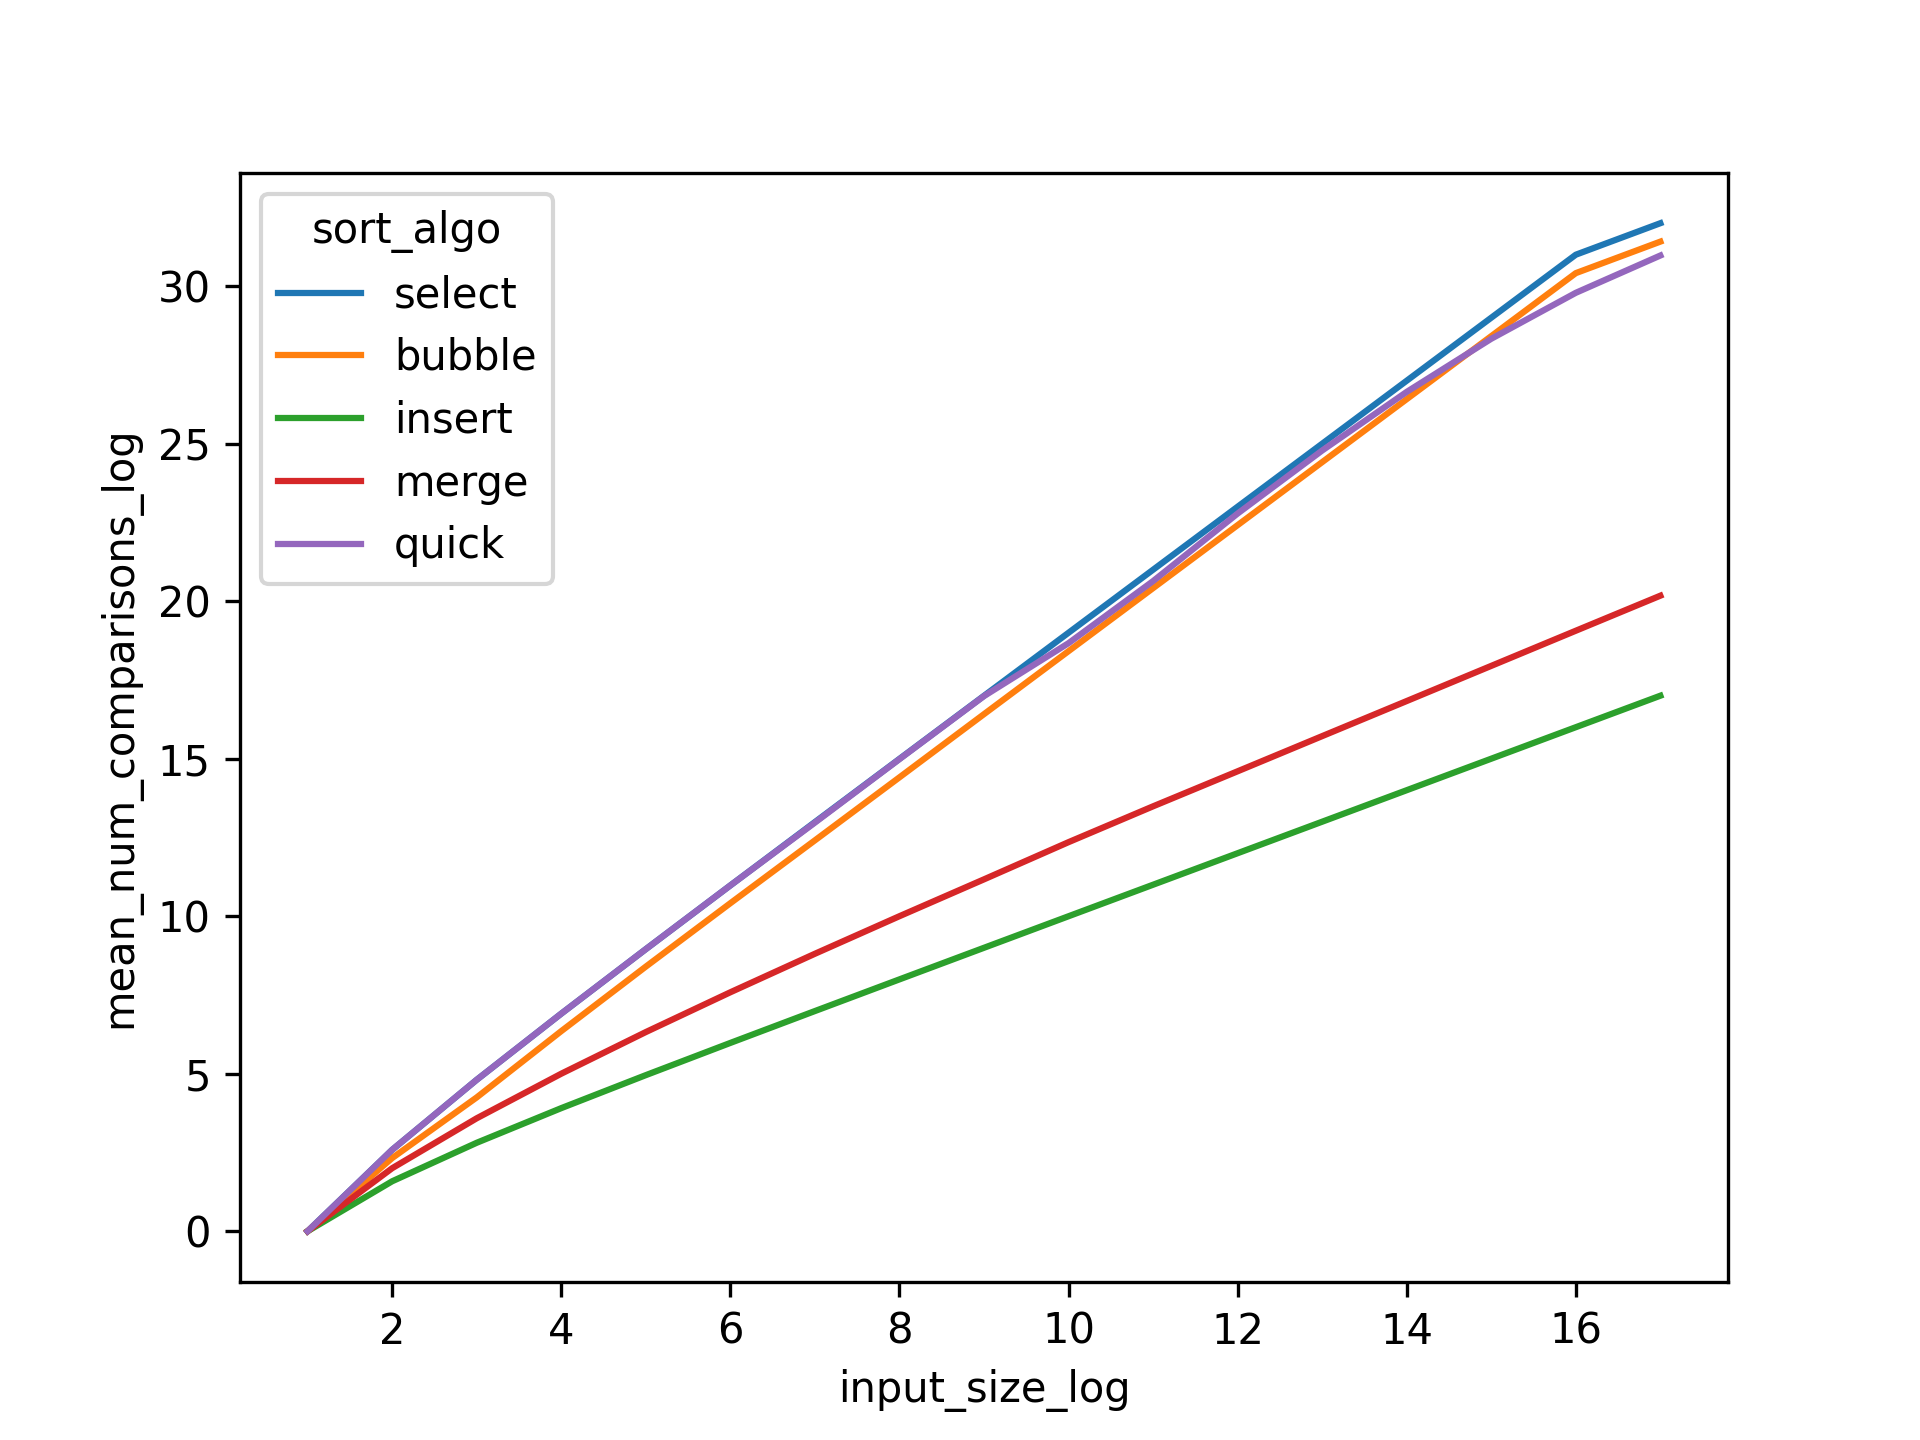 sort_algo
select
bubble
insert
merge
quick
mean_num_comparisons_log
30
25
20
15
10
5
0
2 4 6 8 10 12 14 16
input_size_log